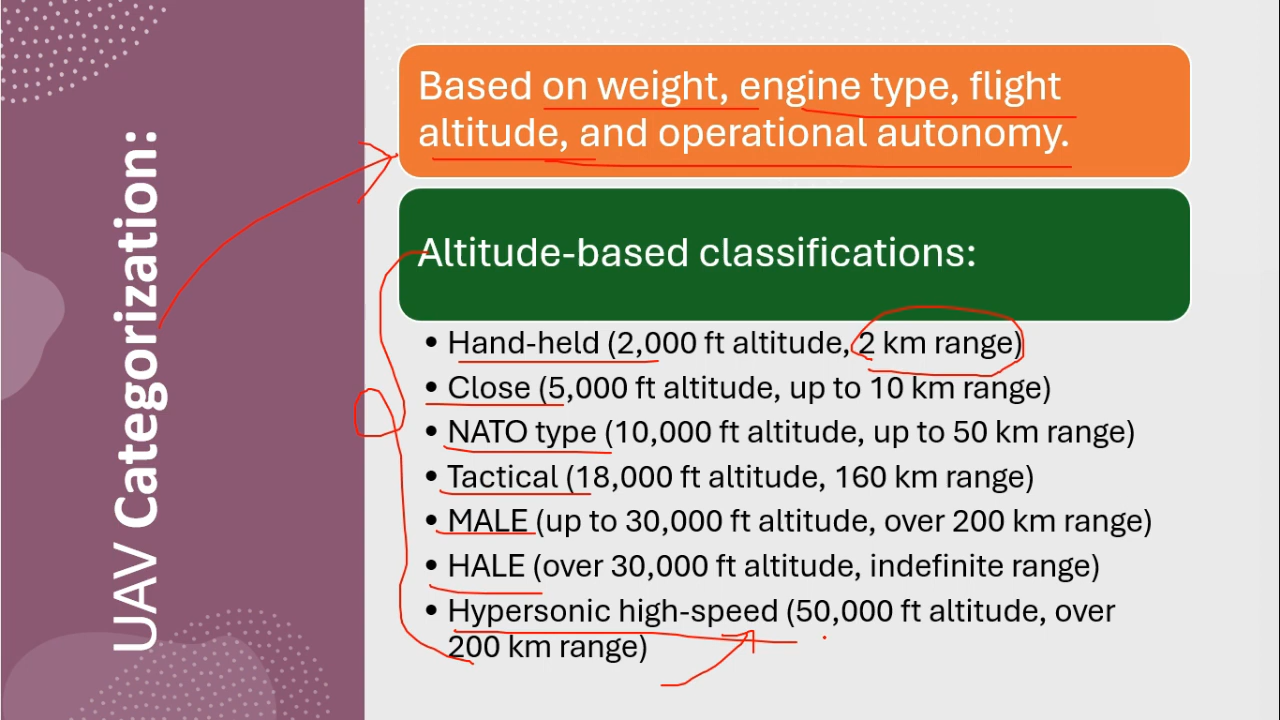 UAV Categorization:
Based on weight, engine type, flight
altitude, and operational autonomy.
Altitude-based classifications:
• Hand-held (2,000 ft altitude, 2 km range)
• Close (5,000 ft altitude, up to 10 km range)
• NATO type (10,000 ft altitude, up to 50 km range)
• Tactical (18,000 ft altitude, 160 km range)
• MALE (up to 30,000 ft altitude, over 200 km range)
• HALE (over 30,000 ft altitude, indefinite range)
• Hypersonic high-speed (50,000 ft altitude, over
200 km range)